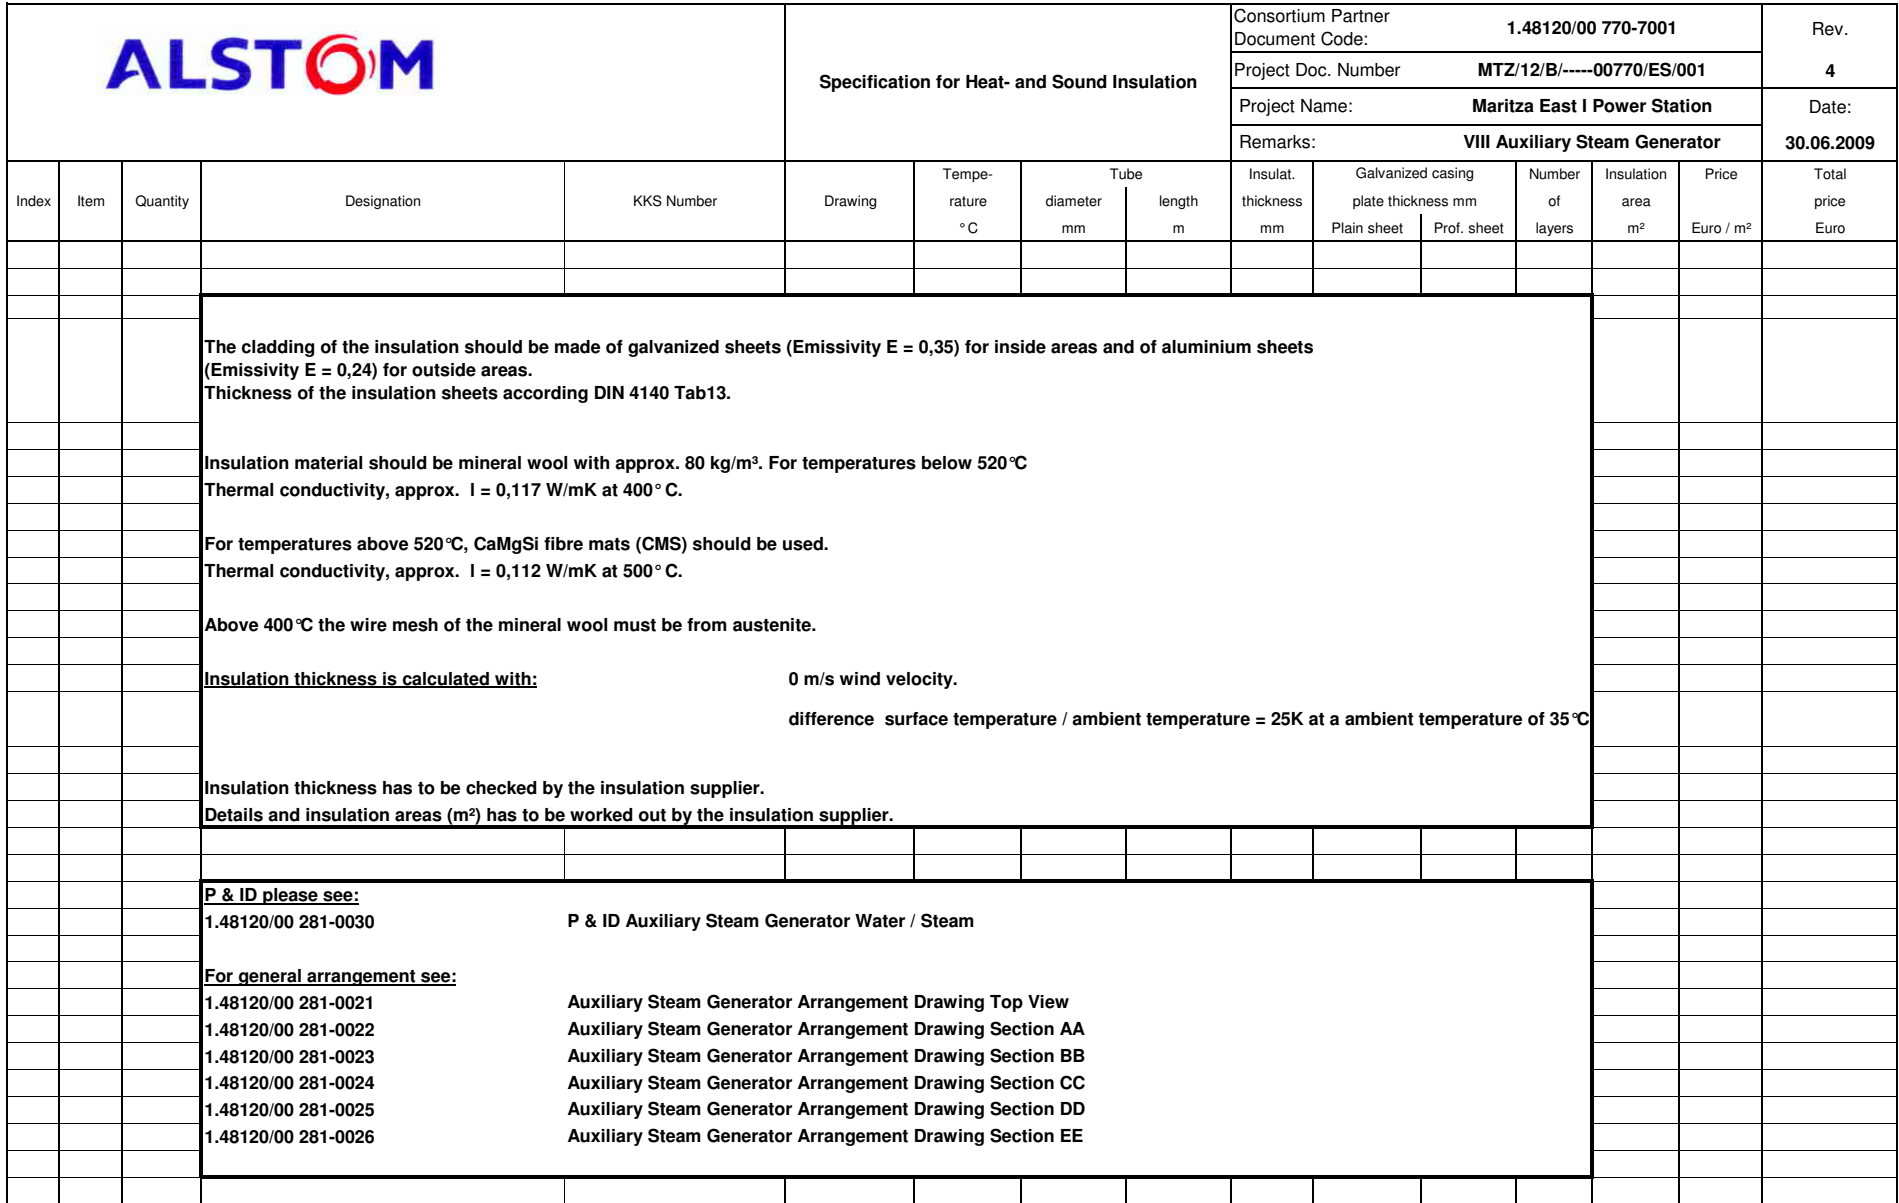 ALSTOM
Specification for Heat- and Sound Insulation
Consortium Partner
Document Code:
1.48120/00 770-7001
Rev.
Project Doc. Number
MTZ/12/B/-----00770/ES/001
4
Project Name:
Maritza East I Power Station
Date:
Remarks:
VIII Auxiliary Steam Generator
30.06.2009
Tempe- Tube Insulat. Galvanized casing Number Insulation Price Total
Index Item Quantity Designation KKS Number Drawing rature diameter length thickness plate thickness mm of area price
°C mm m mm Plain sheet Prof. sheet layers m² Euro / m² Euro
The cladding of the insulation should be made of galvanized sheets (Emissivity E = 0,35) for inside areas and of aluminium sheets
(Emissivity E = 0,24) for outside areas.
Thickness of the insulation sheets according DIN 4140 Tab13.
Insulation material should be mineral wool with approx. 80 kg/m³. For temperatures below 520°C
Thermal conductivity, approx. l = 0,117 W/mK at 400° C.
For temperatures above 520°C, CaMgSi fibre mats (CMS) should be used.
Thermal conductivity, approx. l = 0,112 W/mK at 500° C.
Above 400°C the wire mesh of the mineral wool must be from austenite.
Insulation thickness is calculated with: 0 m/s wind velocity.
difference surface temperature / ambient temperature = 25K at a ambient temperature of 35°C
Insulation thickness has to be checked by the insulation supplier.
Details and insulation areas (m²) has to be worked out by the insulation supplier.
P & ID please see:
1.48120/00 281-0030 P & ID Auxiliary Steam Generator Water / Steam
For general arrangement see:
1.48120/00 281-0021 Auxiliary Steam Generator Arrangement Drawing Top View
1.48120/00 281-0022 Auxiliary Steam Generator Arrangement Drawing Section AA
1.48120/00 281-0023 Auxiliary Steam Generator Arrangement Drawing Section BB
1.48120/00 281-0024 Auxiliary Steam Generator Arrangement Drawing Section CC
1.48120/00 281-0025 Auxiliary Steam Generator Arrangement Drawing Section DD
1.48120/00 281-0026 Auxiliary Steam Generator Arrangement Drawing Section EE